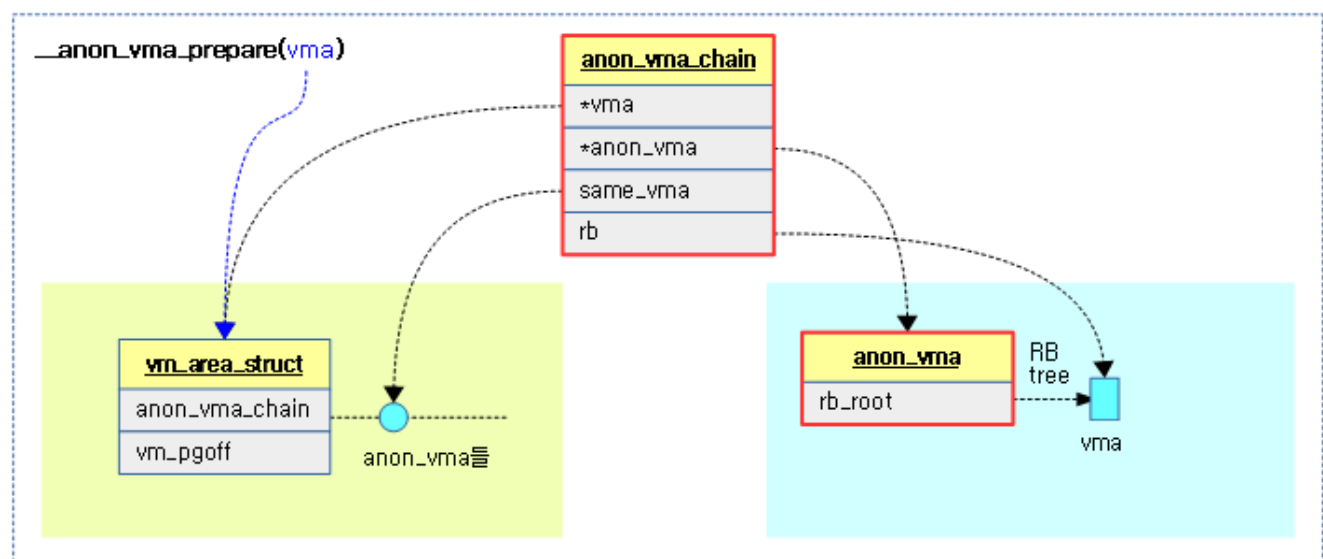 __anon_vma_prepare(vma)
anon_vma_chain
*vma
*anon_vma
same_vma
rb
vm_area_struct
anon_vma_chain
vm_pgoff
anon_vma들
anon_vma
rb_root
RB
tree
vma